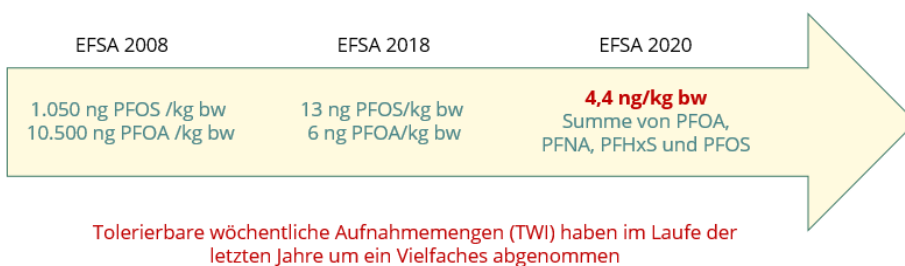 EFSA 2008
1.050 ng PFOS /kg bw
10.500 ng PFOA /kg bw
EFSA 2018
13 ng PFOS/kg bw
6 ng PFOA/kg bw
EFSA 2020
4,4 ng/kg bw
Summe von PFOA,
PFNA, PFHxS und PFOS
Tolerierbare wöchentliche Aufnahmemengen (TWI) haben im Laufe der
letzten Jahre um ein Vielfaches abgenommen